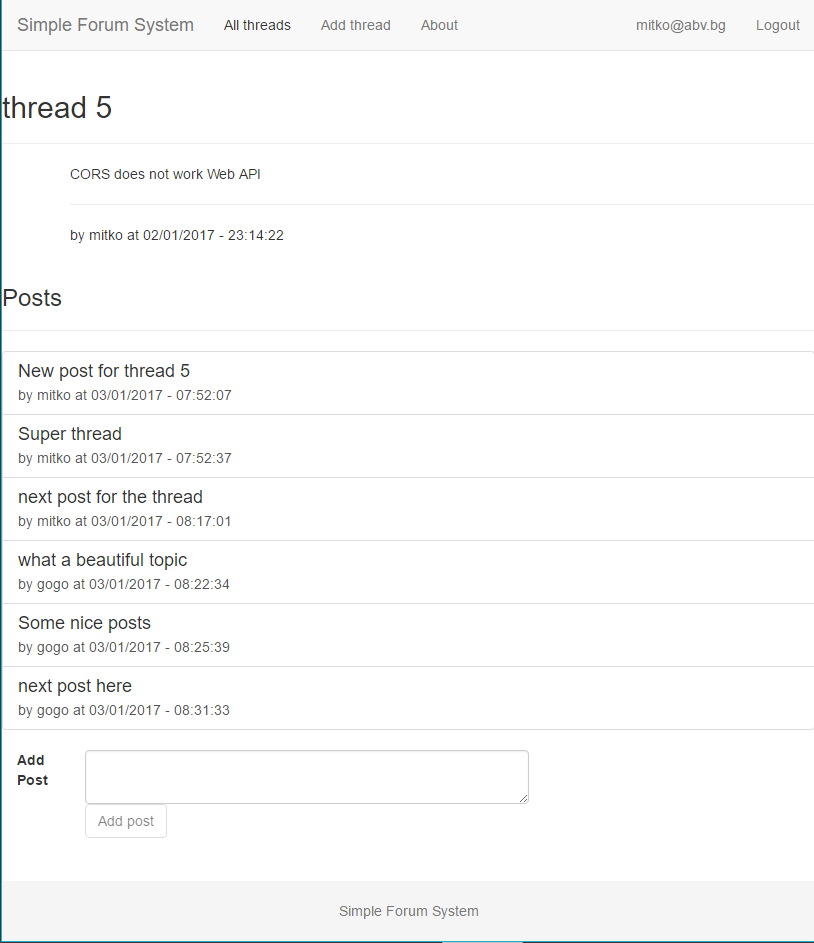 Simple Forum System All threads Add thread About mitko@abv.bg Logout
thread 5
CORS does not work Web API
by mitko at 02/01/2017 - 23:14:22
Posts
New post for thread 5
by mitko at 03/01/2017 - 07:52:07
Super thread
by mitko at 03/01/2017 - 07:52:37
next post for the thread
by mitko at 03/01/2017 - 08:17:01
what a beautiful topic
by gogo at 03/01/2017 - 08:22:34
Some nice posts
by gogo at 03/01/2017 - 08:25:39
next post here
by gogo at 03/01/2017 - 08:31:33
Add
Post
Add post
Simple Forum System